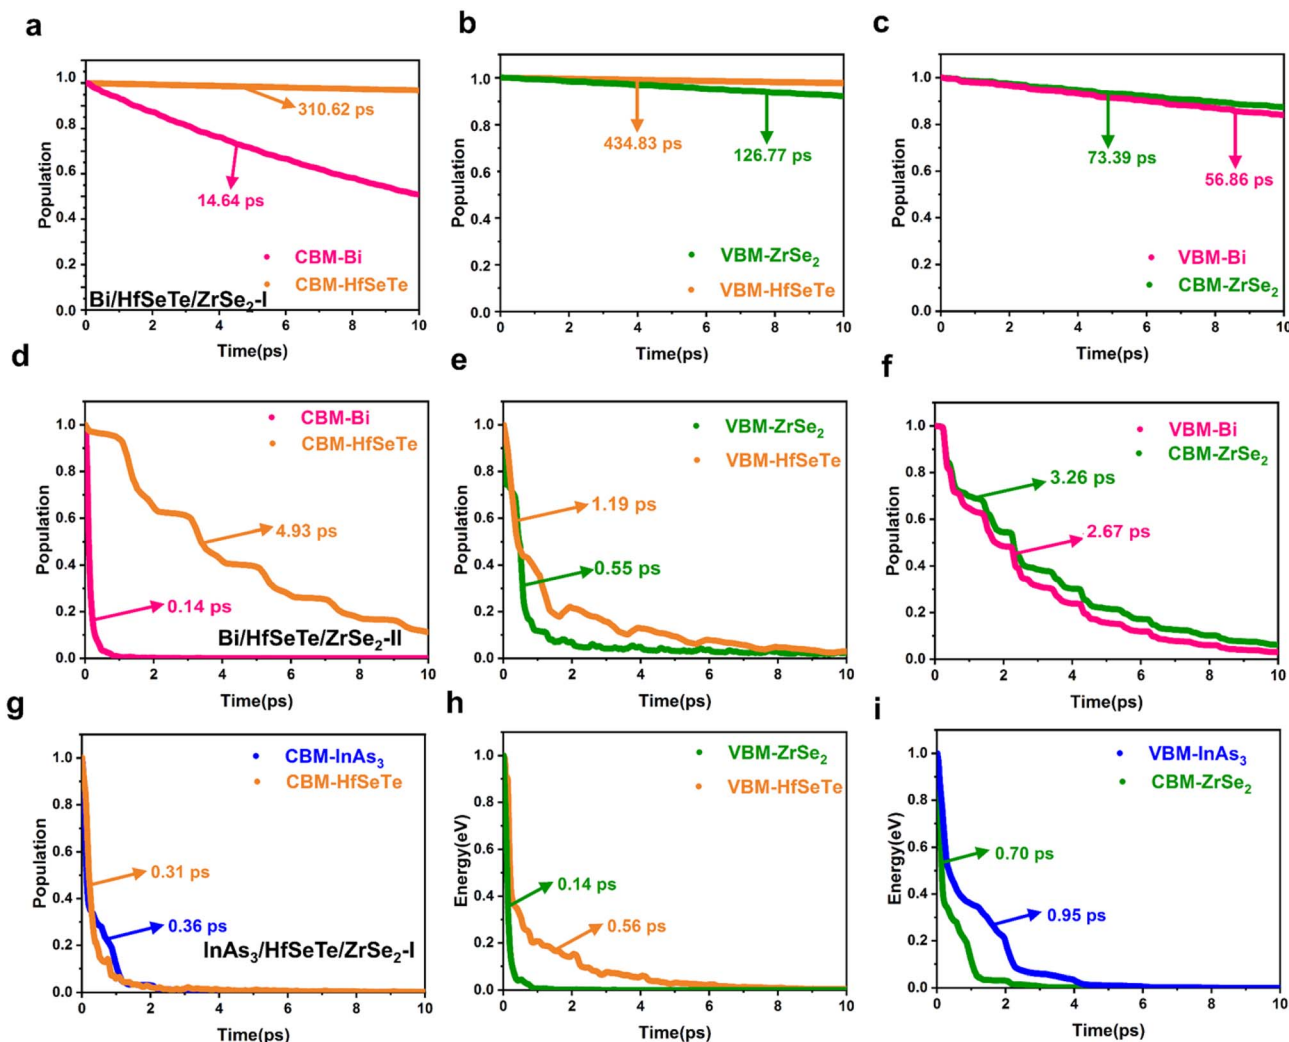 a
1.0
0.8
0.6
0.4
0.2
0.0
Population
310.62 ps
14.64 ps
CBM-Bi
CBM-HfSeTe
Bi/HfSeTe/ZrSe₂-I
0 2 4 6 8 10
Time(ps)
b
1.0
0.8
0.6
0.4
0.2
0.0
Population
434.83 ps
126.77 ps
VBM-ZrSe₂
VBM-HfSeTe
0 2 4 6 8 10
Time(ps)
c
1.0
0.8
0.6
0.4
0.2
0.0
Population
73.39 ps
56.86 ps
VBM-Bi
CBM-ZrSe₂
0 2 4 6 8 10
Time(ps)
d
1.0
0.8
0.6
0.4
0.2
0.0
Population
CBM-Bi
CBM-HfSeTe
4.93 ps
0.14 ps
Bi/HfSeTe/ZrSe₂-II
0 2 4 6 8 10
Time(ps)
e
1.0
0.8
0.6
0.4
0.2
0.0
Population
VBM-ZrSe₂
VBM-HfSeTe
1.19 ps
0.55 ps
0 2 4 6 8 10
Time(ps)
f
1.0
0.8
0.6
0.4
0.2
0.0
Population
VBM-Bi
CBM-ZrSe₂
3.26 ps
2.67 ps
0 2 4 6 8 10
Time(ps)
g
1.0
0.8
0.6
0.4
0.2
0.0
Population
CBM-InAs₃
CBM-HfSeTe
0.31 ps
0.36 ps
InAs₃/HfSeTe/ZrSe₂-I
0 2 4 6 8 10
Time(ps)
h
1.0
0.8
0.6
0.4
0.2
0.0
Energy(eV)
VBM-ZrSe₂
VBM-HfSeTe
0.14 ps
0.56 ps
0 2 4 6 8 10
Time(ps)
i
1.0
0.8
0.6
0.4
0.2
0.0
Energy(eV)
VBM-InAs₃
CBM-ZrSe₂
0.70 ps
0.95 ps
0 2 4 6 8 10
Time(ps)